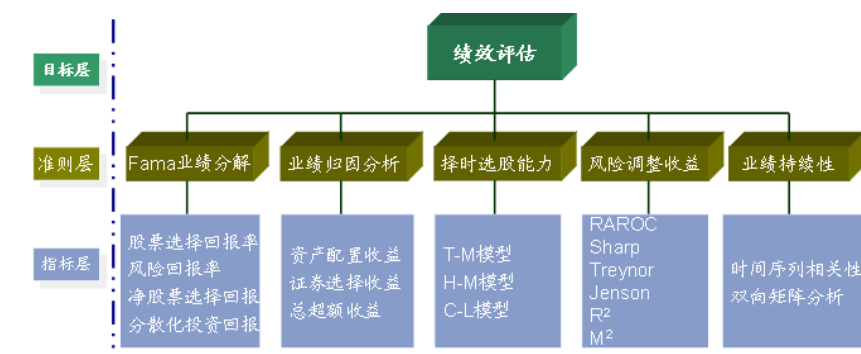 绩效评估
目标层
准则层
Fama业绩分解
业绩归因分析
择时选股能力
风险调整收益
业绩持续性
指标层
股票选择回报率
风险回报率
净股票选择回报
分散化投资回报
资产配置收益
证券选择收益
总超额收益
T-M模型
H-M模型
C-L模型
RAROC
Sharp
Treynor
Jenson
R²
M²
时间序列相关性
双向矩阵分析